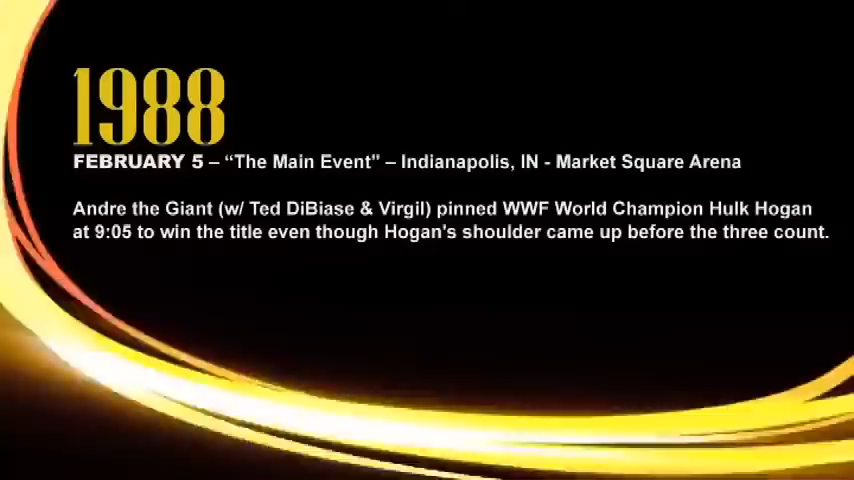 1988
FEBRUARY 5 – “The Main Event" – Indianapolis, IN - Market Square Arena
Andre the Giant (w/ Ted DiBiase & Virgil) pinned WWF World Champion Hulk Hogan
at 9:05 to win the title even though Hogan's shoulder came up before the three count.